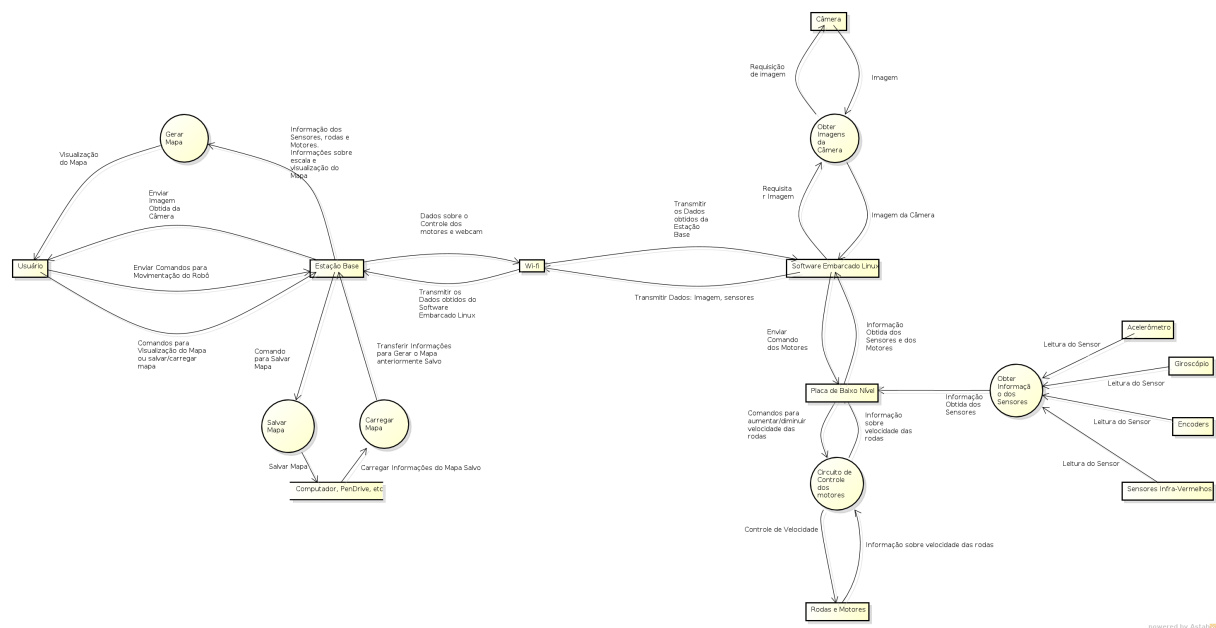 Câmera
Requisição
de imagem
Imagem
Obter
Imagens
da
Câmera
Requisita
r Imagem
Imagem da Câmera
Gerar
Mapa
Informação dos
Sensores, rodas e
Motores.
Informações sobre
escala e
visualização do
Mapa
Visualização
do Mapa
Enviar
Imagem
Obtida da
Câmera
Dados sobre o
Controle dos
motores e webcam
Transmitir
os Dados
obtidos da
Estação
Base
Usuário
Enviar Comandos para
Movimentação do Robô
Estação Base
Wi-fi
Software Embarcado Linux
Transmitir os
Dados obtidos do
Software
Embarcado Linux
Transmitir Dados: Imagem, sensores
Comandos para
Visualização do Mapa
ou salvar/carregar
mapa
Comando
para Salvar
Mapa
Transferir Informações
para Gerar o Mapa
anteriormente Salvo
Enviar
Comando
dos Motores
Informação
Obtida dos
Sensores e dos
Motores
Acelerômetro
Leitura do Sensor
Giroscópio
Leitura do Sensor
Obter
Informaçã
o dos
Sensores
Placa de Baixo Nível
Informação
Obtida dos
Sensores
Encoders
Leitura do Sensor
Leitura do Sensor
Sensores Infra-Vermelhos
Salvar
Mapa
Carregar
Mapa
Salvar Mapa
Carregar Informações do Mapa Salvo
Computador, PenDrive, etc
Comandos para
aumentar/diminuir
velocidade das
rodas
Informação
sobre
velocidade das
rodas
Circuito de
Controle
dos
motores
Controle de Velocidade
Informação sobre velocidade das rodas
Rodas e Motores
powered by Astah